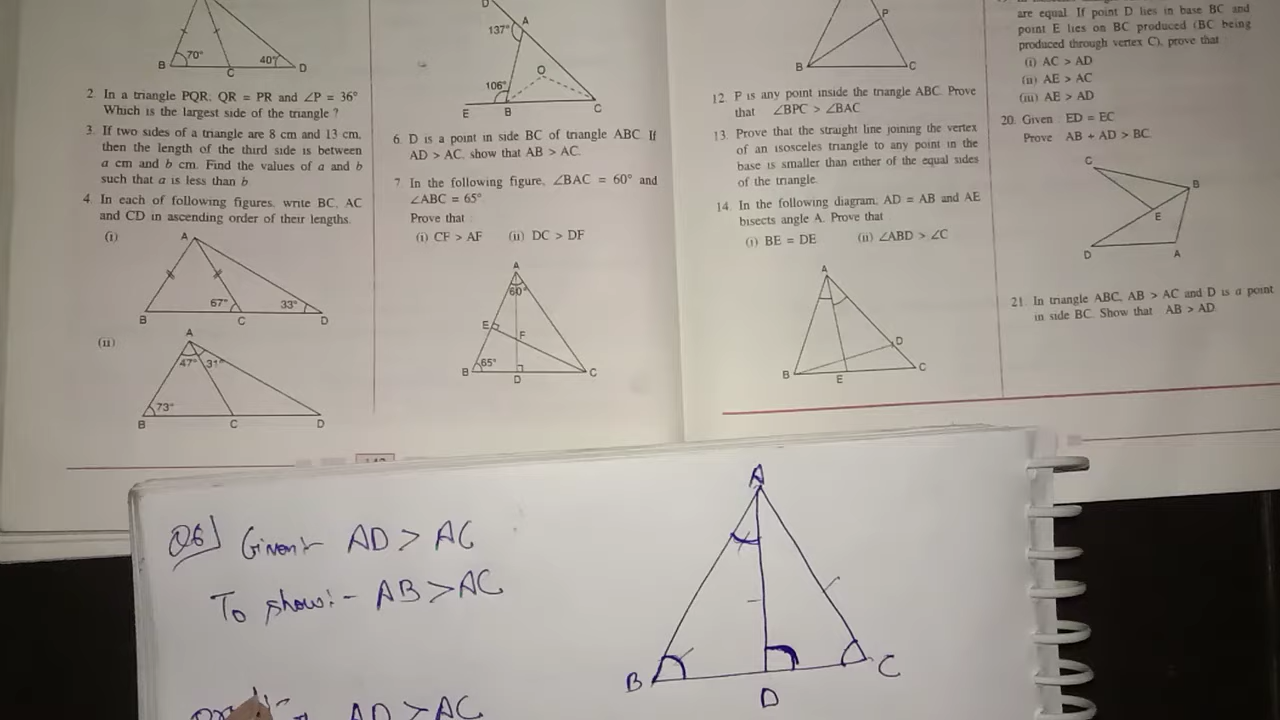 B
70°
C
40°
D
2. In a triangle PQR; QR = PR and ∠P = 36°
Which is the largest side of the triangle ?
3. If two sides of a triangle are 8 cm and 13 cm,
then the length of the third side is between
a cm and b cm. Find the values of a and b
such that a is less than b
4. In each of following figures, write BC, AC
and CD in ascending order of their lengths.
(i)
A
67°
33°
B
C
D
(ii)
A
47°
31°
73°
B
C
D
D
137°
A
O
106°
E
B
C
6. D is a point in side BC of triangle ABC. If
AD > AC, show that AB > AC.
7. In the following figure, ∠BAC = 60° and
∠ABC = 65°
Prove that
(i) CF > AF (ii) DC > DF
A
60°
E
F
65°
B
D
C
P
B
C
12. P is any point inside the triangle ABC. Prove
that ∠BPC > ∠BAC
13. Prove that the straight line joining the vertex
of an isosceles triangle to any point in the
base is smaller than either of the equal sides
of the triangle.
14. In the following diagram, AD = AB and AE
bisects angle A. Prove that
(i) BE = DE (ii) ∠ABD > ∠C
A
D
B
E
C
are equal. If point D lies in base BC and
point E lies on BC produced (BC being
produced through vertex C), prove that
(i) AC > AD
(ii) AE > AC
(iii) AE > AD
20. Given ED = EC
Prove AB + AD > BC.
C
B
E
D
A
21. In triangle ABC, AB > AC and D is a point
in side BC. Show that AB > AD
Q6] Given:- AD > AC
To show:- AB > AC
AD > AC
A
B
D
C